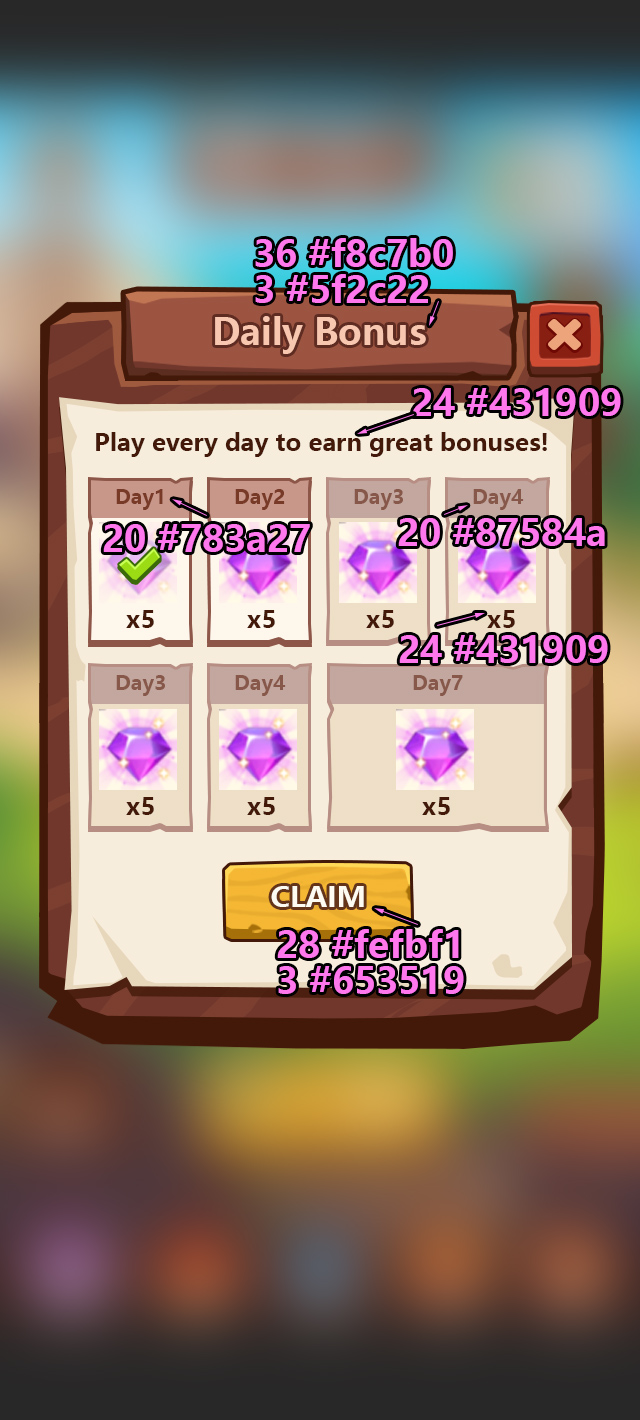 36 #f8c7b0
3 #5f2c22
Daily Bonus
24 #431909
Play every day to earn great bonuses!
Day1 Day2 Day3 Day4
20 #783a27 20 #87584a
x5 x5 x5 x5
24 #431909
Day3 Day4 Day7
x5 x5 x5
CLAIM
28 #fefbf1
3 #653519